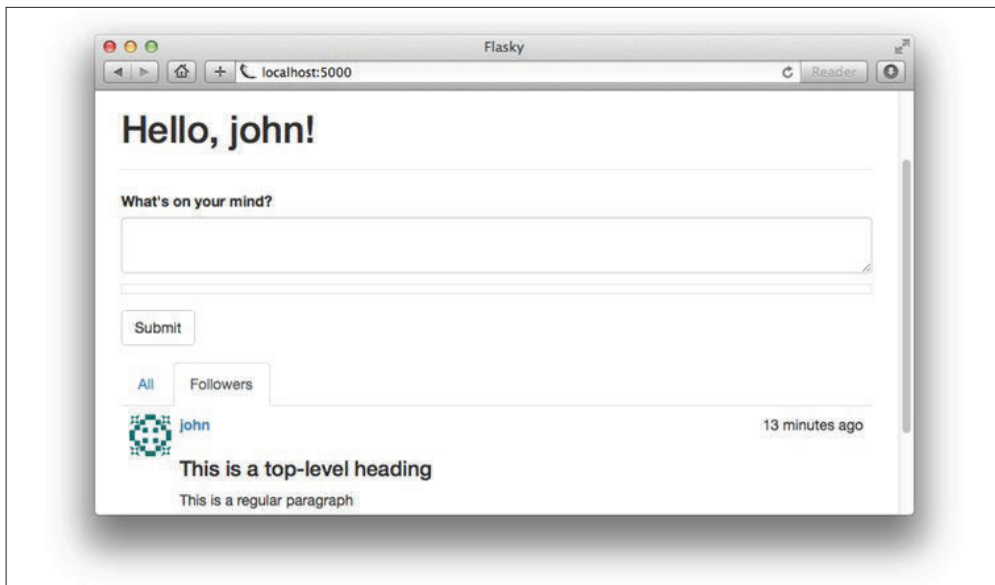 Flasky
localhost:5000
Reader
Hello, john!
What's on your mind?
Submit
All Followers
john 13 minutes ago
This is a top-level heading
This is a regular paragraph